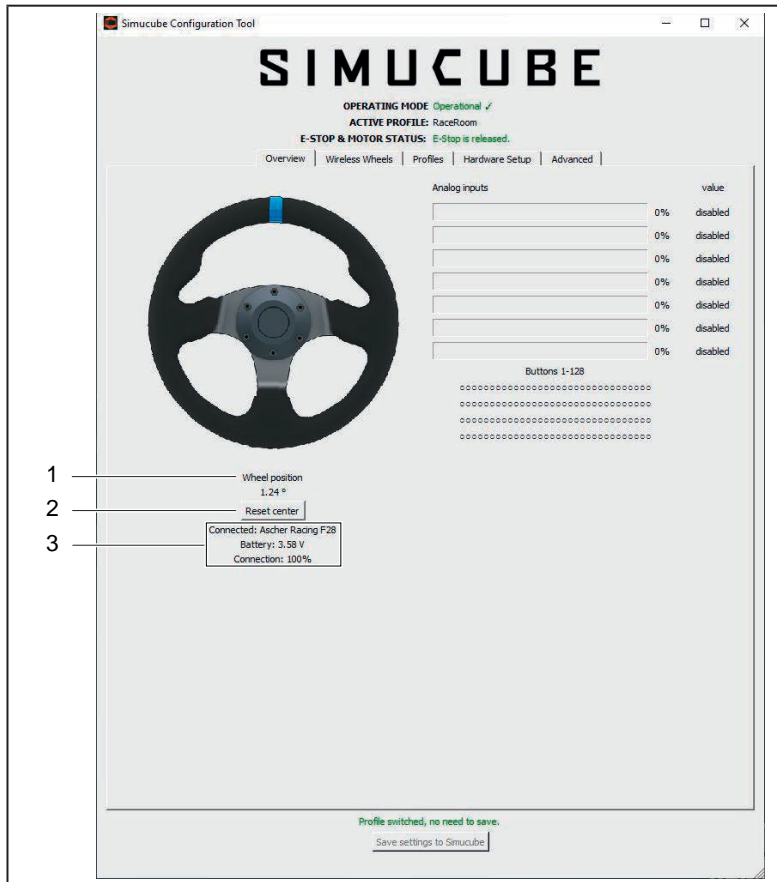 Simucube Configuration Tool
SIMUCUBE
OPERATING MODE Operational ✓
ACTIVE PROFILE: RaceRoom
E-STOP & MOTOR STATUS: E-Stop is released.
Overview Wireless Wheels Profiles Hardware Setup Advanced
Analog inputs value
0% disabled
0% disabled
0% disabled
0% disabled
0% disabled
0% disabled
0% disabled
Buttons 1-128
1 Wheel position
1.24 °
2 Reset center
Connected: Ascher Racing F28
3 Battery: 3.58 V
Connection: 100%
Profile switched, no need to save.
Save settings to Simucube